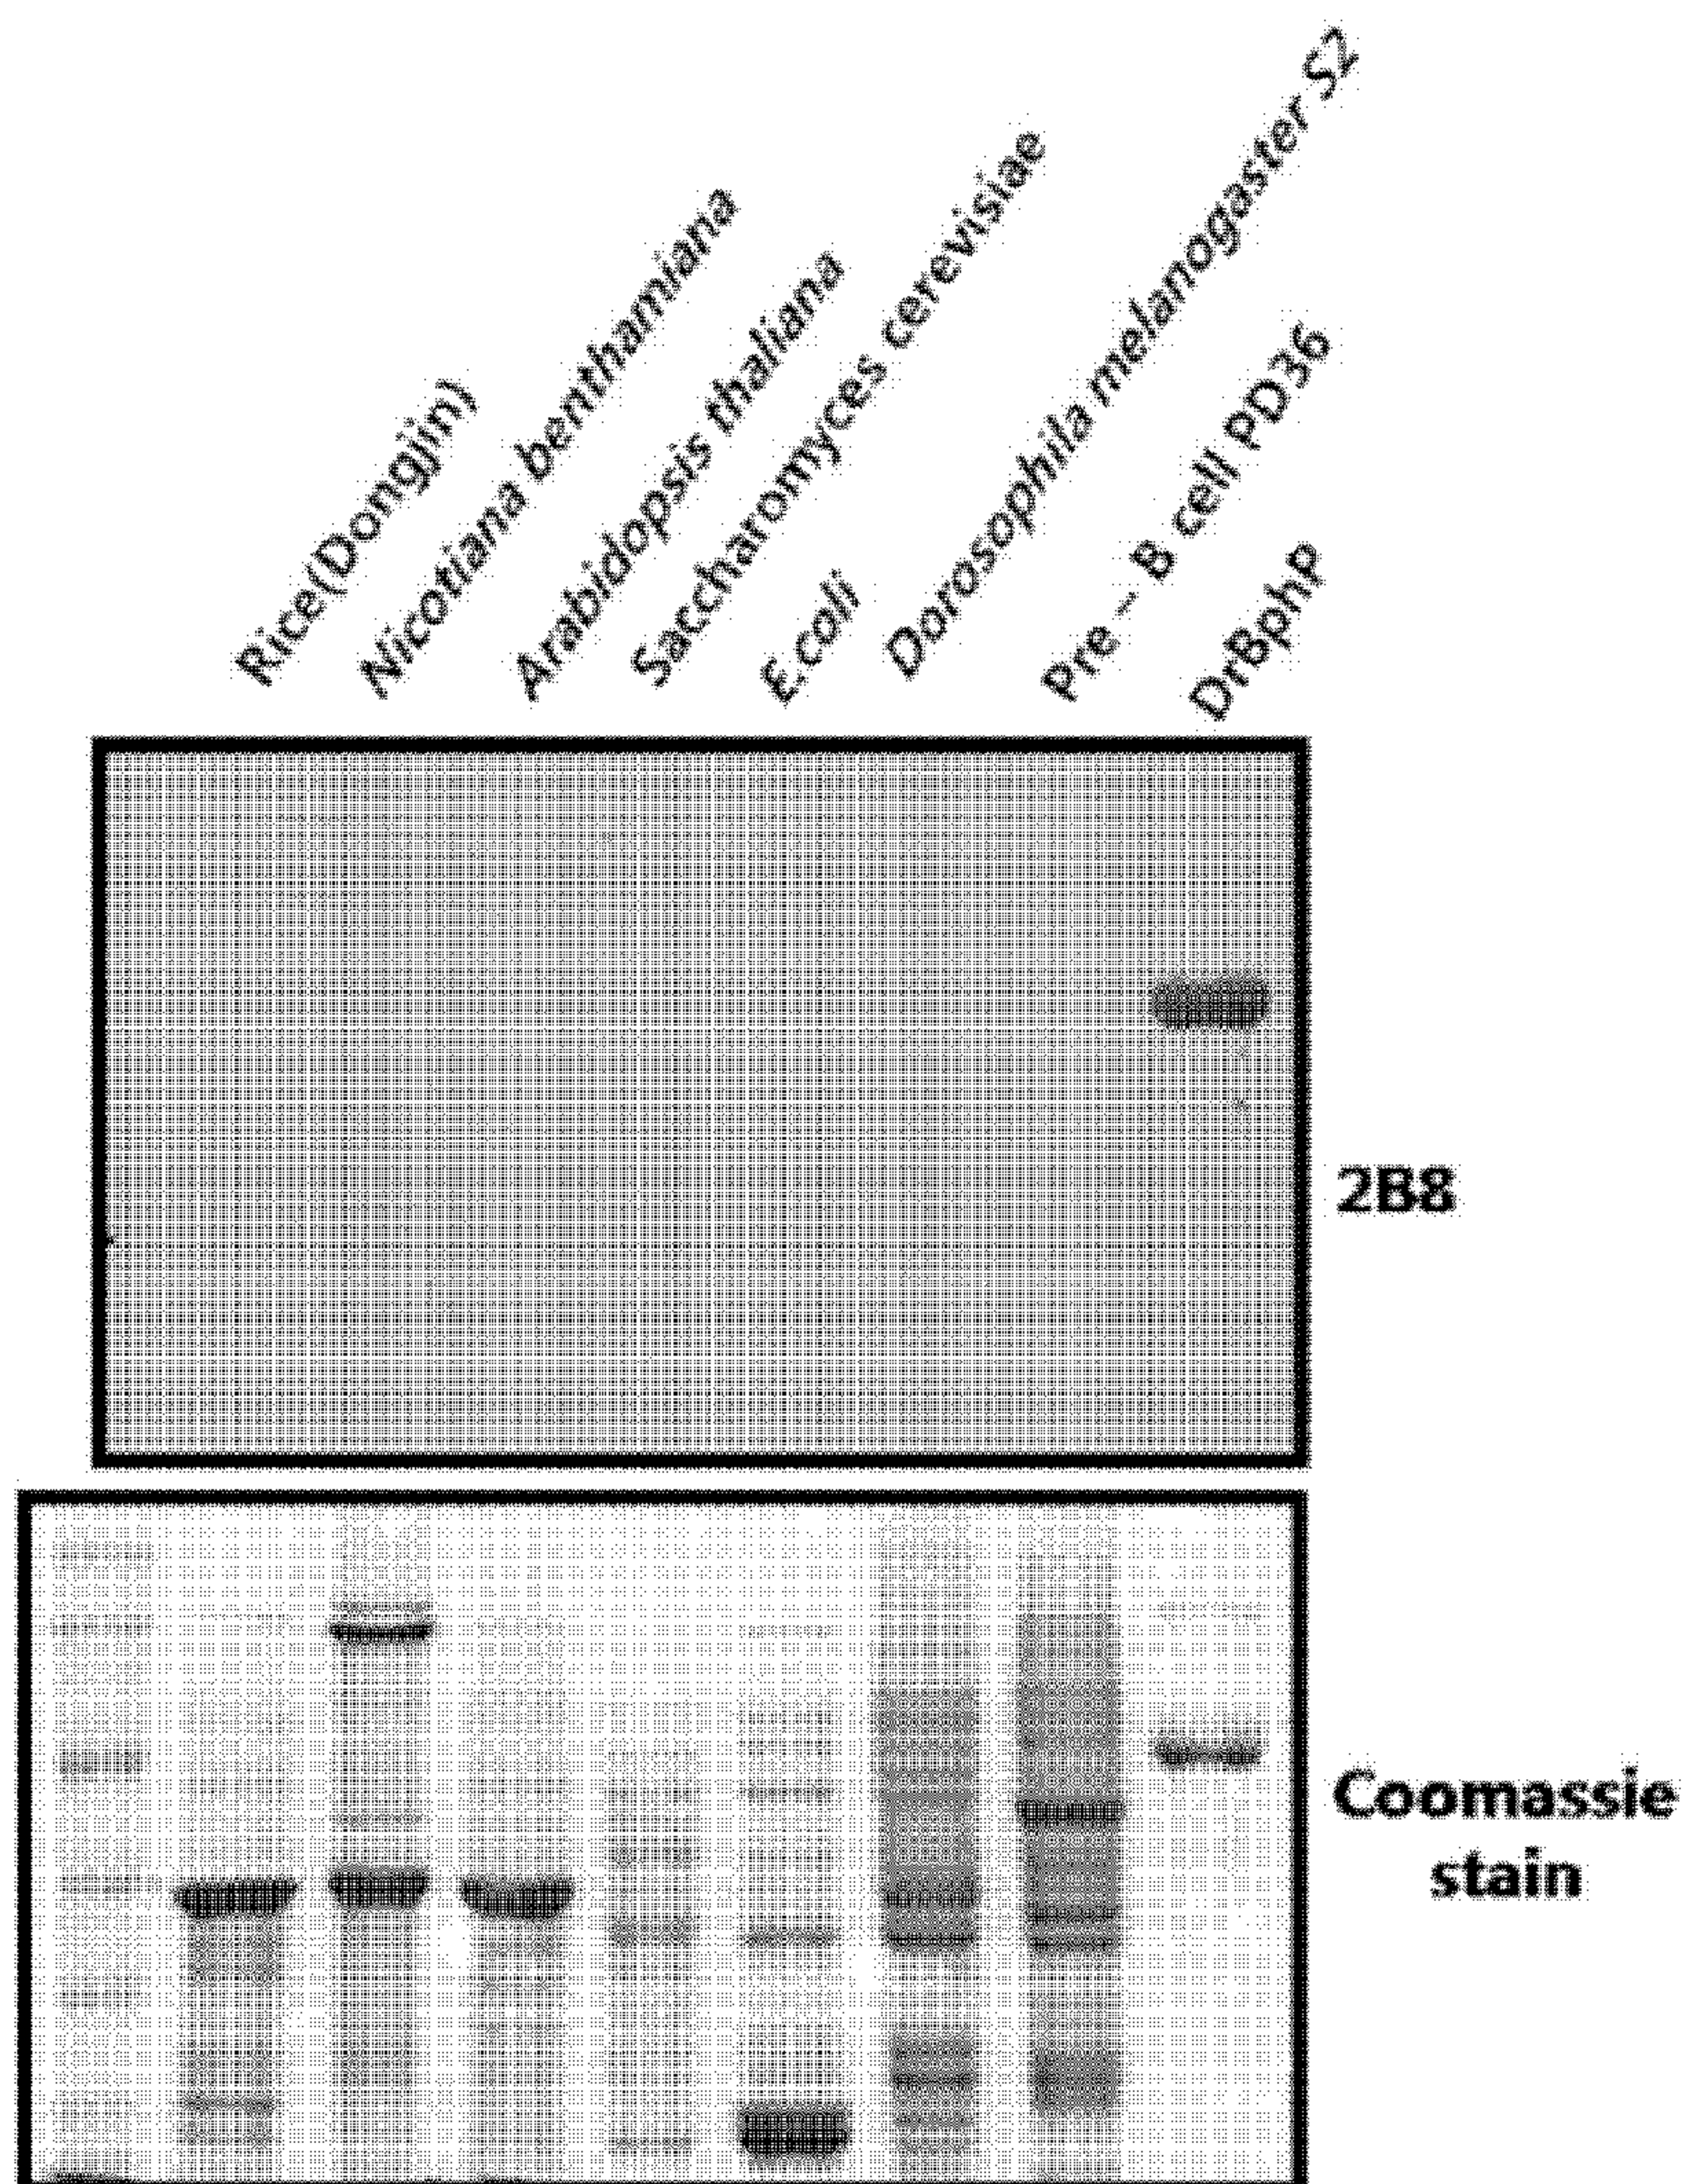 Rice(Dongjin)
Nicotiana benthamiana
Arabidopsis thaliana
Saccharomyces cerevisiae
E.coli
Dorosophila melanogaster S2
Pre - B cell PD36
DrBphP
2B8
Coomassie
stain